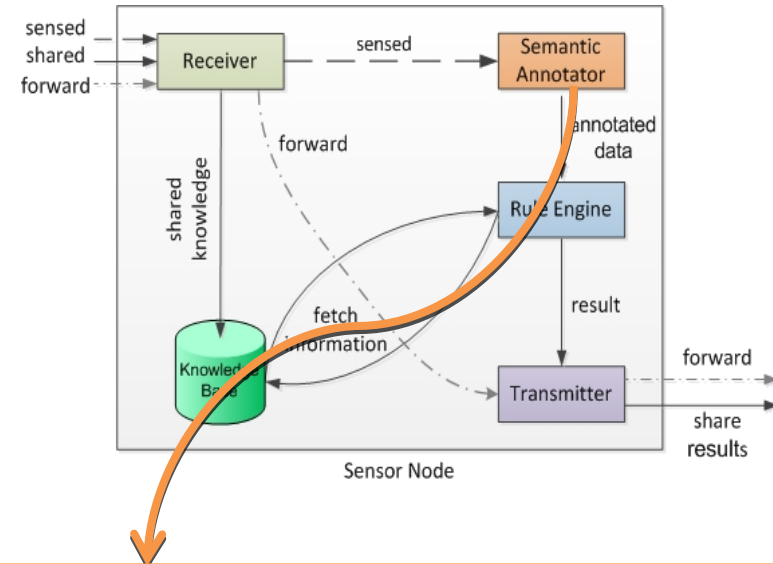 sensed
shared
forward
Receiver
sensed
Semantic
Annotator
forward
annotated
data
shared
knowledge
Rule Engine
fetch
information
result
Knowledge
Base
Transmitter
forward
share
results
Sensor Node